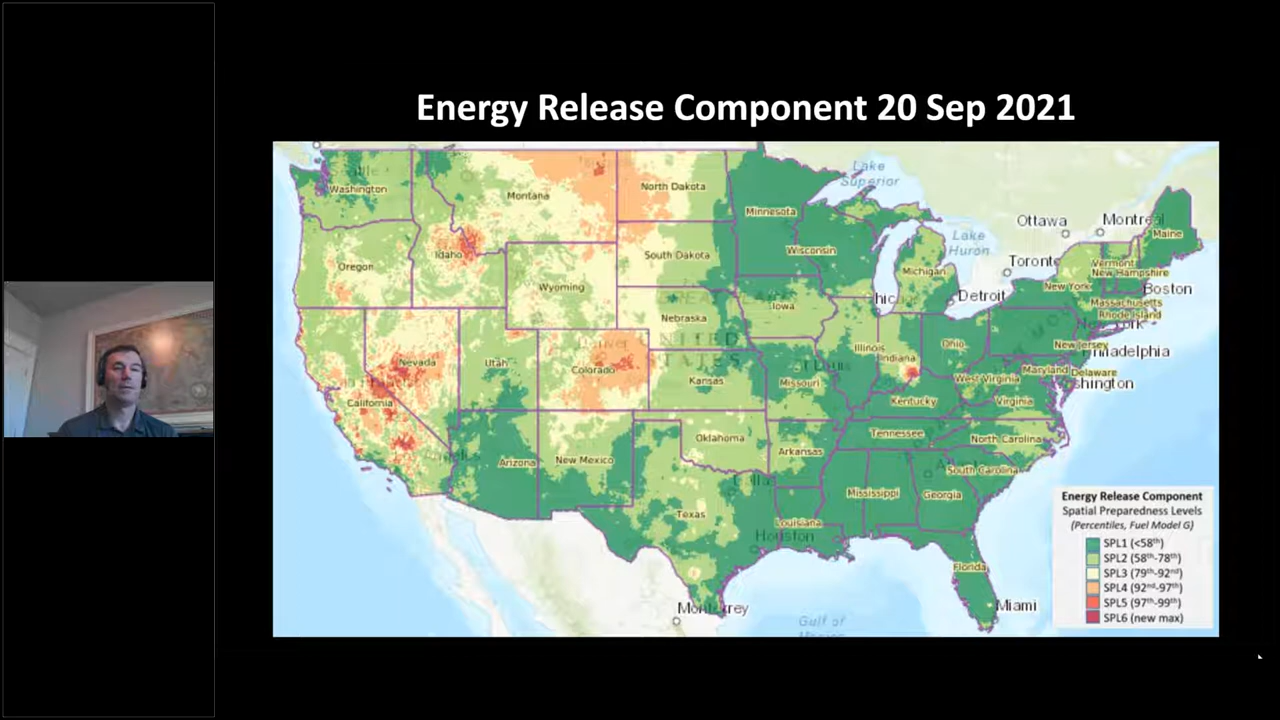 Energy Release Component 20 Sep 2021
Seattle
Washington
Montana
North Dakota
Minnesota
Lake
Superior
Ottawa
Montreal
Maine
Oregon
Idaho
South Dakota
Wisconsin
Michigan
Lake
Huron
Toronto
Vermont
New Hampshire
New York
Boston
Wyoming
Iowa
Detroit
Massachusetts
Rhode Island
Nebraska
UNITED
Nevada
Utah
Denver
Colorado
Kansas
Missouri
Illinois
Indiana
Ohio
New Jersey
Philadelphia
West Virginia
Maryland
Delaware
California
Kentucky
Virginia
Arizona
New Mexico
Oklahoma
Arkansas
Tennessee
North Carolina
South Carolina
Dallas
Texas
Mississippi
Georgia
Louisiana
Houston
Florida
Miami
Monterrey
Gulf of
Energy Release Component
Spatial Preparedness Levels
(Percentiles, Fuel Model G)
SPL1 (<58th)
SPL2 (58th-78th)
SPL3 (79th-92nd)
SPL4 (92nd-97th)
SPL5 (97th-99th)
SPL6 (new max)